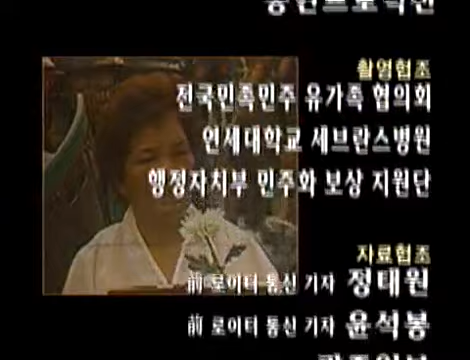 촬영협조
전국민족민주 유가족 협의회
연세대학교 세브란스병원
행정자치부 민주화 보상 지원단
자료협조
前 로이터 통신 기자 정태원
前 로이터 통신 기자 윤석봉